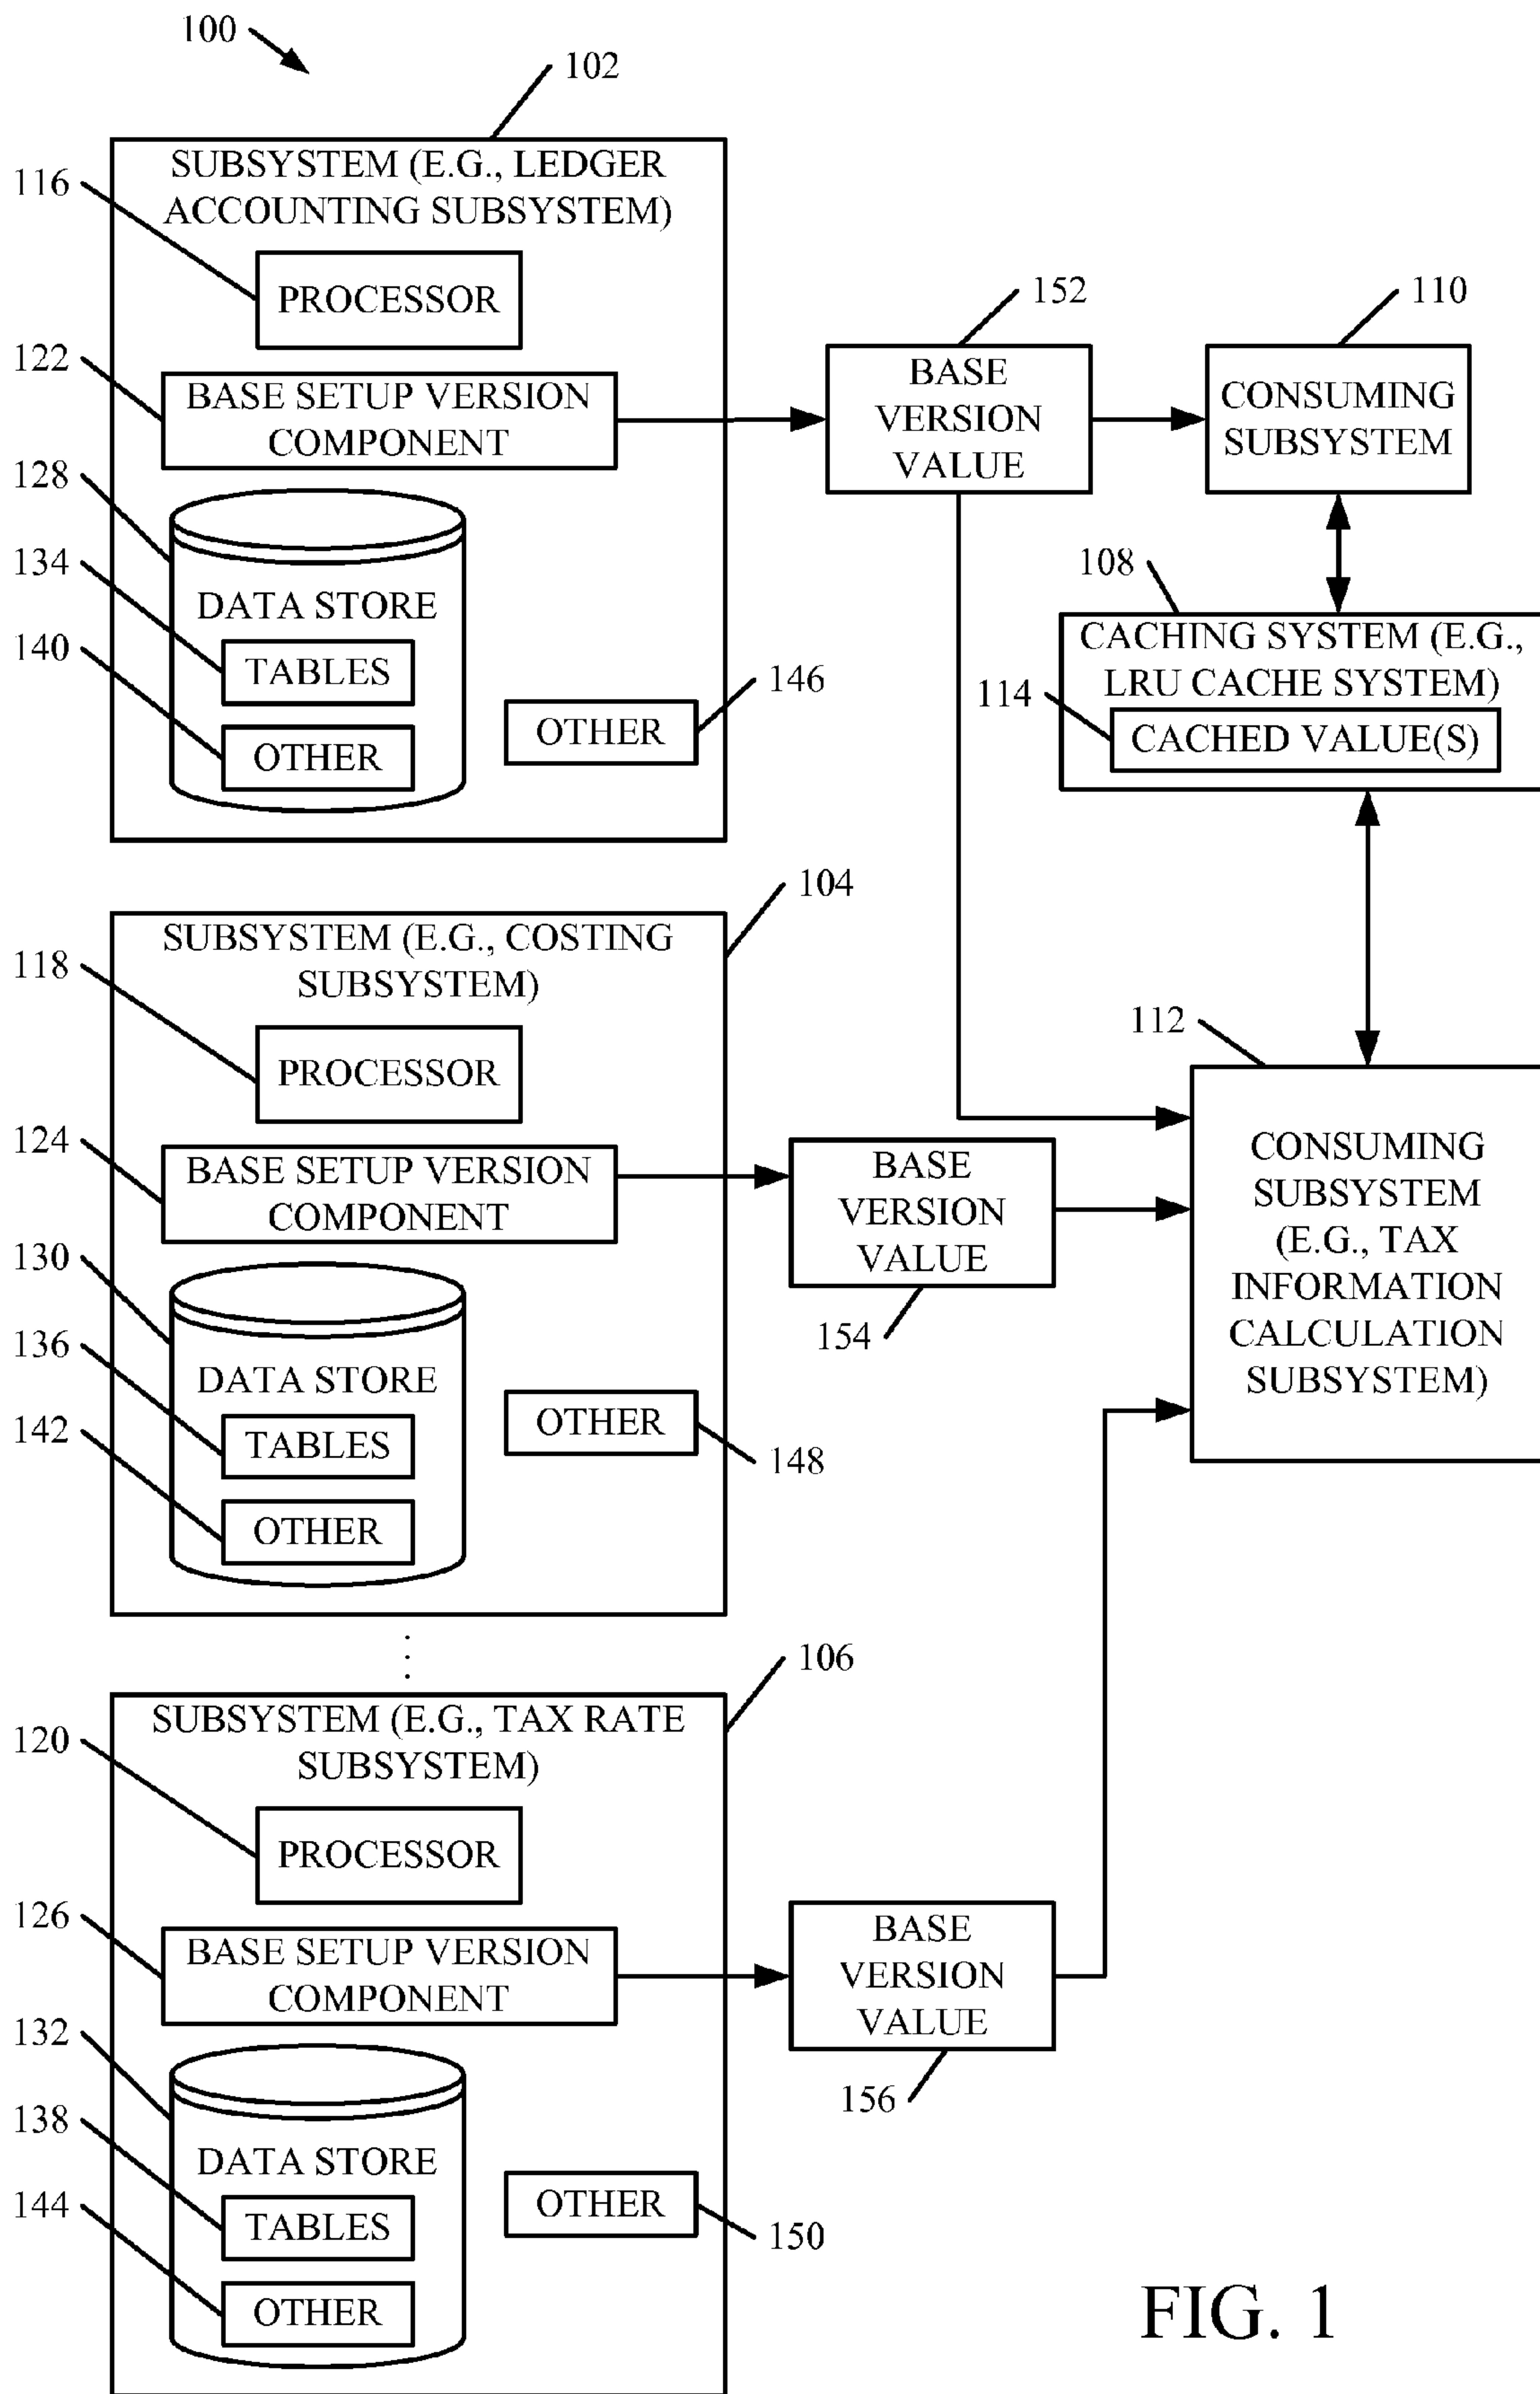 100
102
SUBSYSTEM (E.G., LEDGER
ACCOUNTING SUBSYSTEM)
116
PROCESSOR
122
BASE SETUP VERSION
COMPONENT
128
DATA STORE
134
TABLES
140
OTHER
OTHER
146
152
BASE
VERSION
VALUE
110
CONSUMING
SUBSYSTEM
108
CACHING SYSTEM (E.G.,
LRU CACHE SYSTEM)
114
CACHED VALUE(S)
104
SUBSYSTEM (E.G., COSTING
SUBSYSTEM)
118
PROCESSOR
124
BASE SETUP VERSION
COMPONENT
130
DATA STORE
136
TABLES
142
OTHER
OTHER
148
BASE
VERSION
VALUE
154
112
CONSUMING
SUBSYSTEM
(E.G., TAX
INFORMATION
CALCULATION
SUBSYSTEM)
106
SUBSYSTEM (E.G., TAX RATE
SUBSYSTEM)
120
PROCESSOR
126
BASE SETUP VERSION
COMPONENT
132
DATA STORE
138
TABLES
144
OTHER
OTHER
150
BASE
VERSION
VALUE
156
FIG. 1